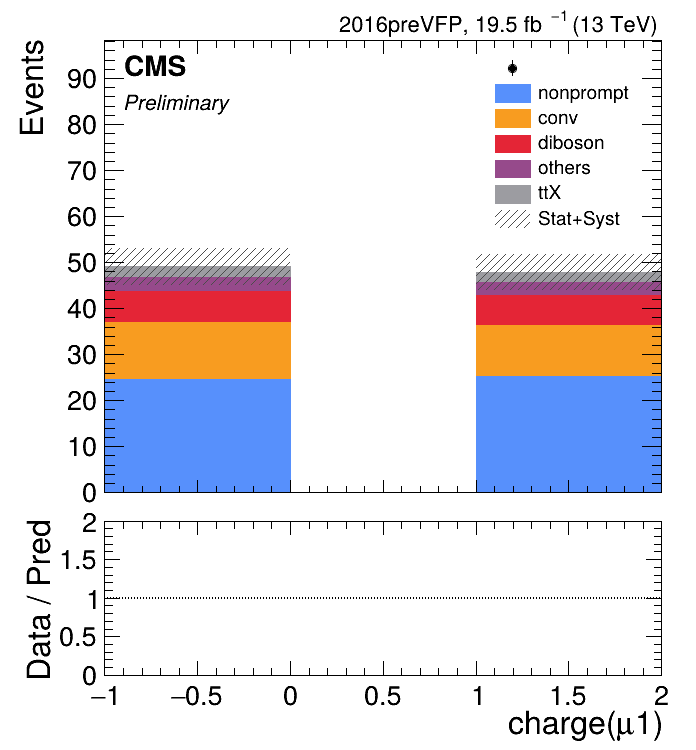 2016preVFP, 19.5 fb ⁻¹ (13 TeV)
Events
CMS
Preliminary
nonprompt
conv
diboson
others
ttX
Stat+Syst
90
80
70
60
50
40
30
20
10
0
Data / Pred
2
1.5
1
0.5
0
−1 −0.5 0 0.5 1 1.5 2
charge(μ1)